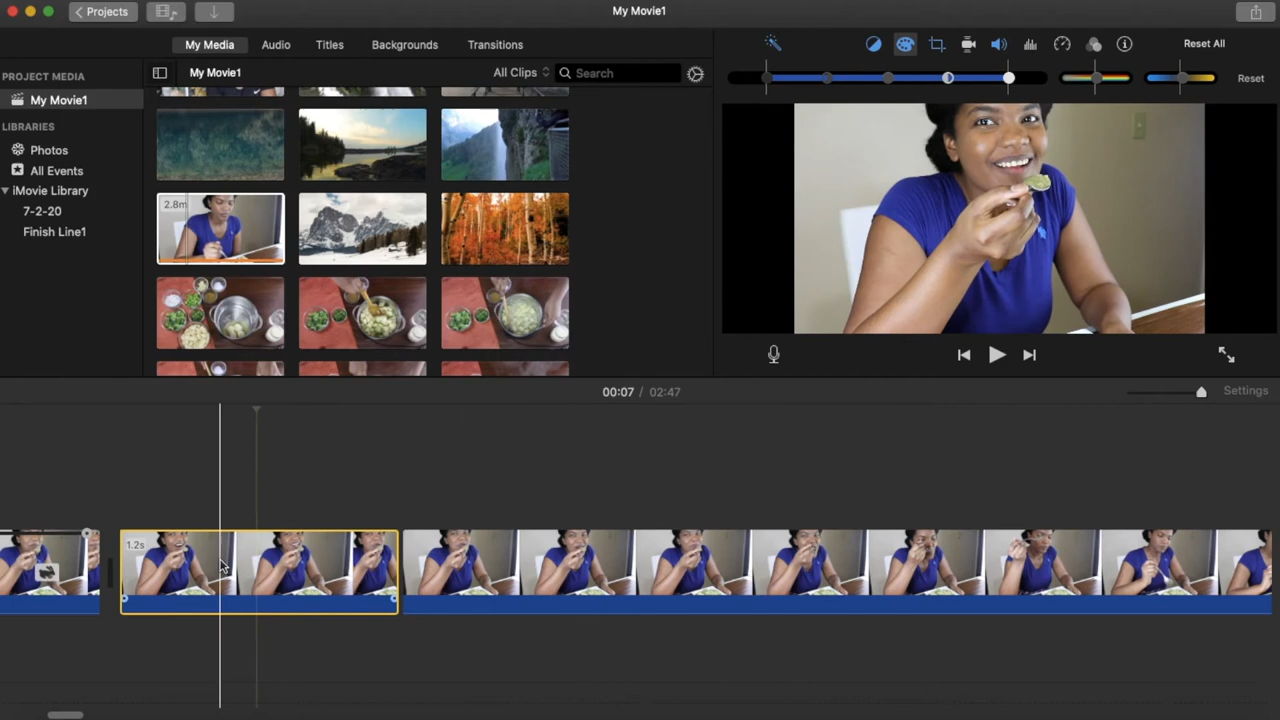 Projects
My Movie1
My Media
Audio
Titles
Backgrounds
Transitions
Reset All
PROJECT MEDIA
My Movie1
LIBRARIES
Photos
All Events
iMovie Library
7-2-20
Finish Line1
My Movie1
All Clips
Search
Reset
2.8m
00:07 / 02:47
Settings
1.2s